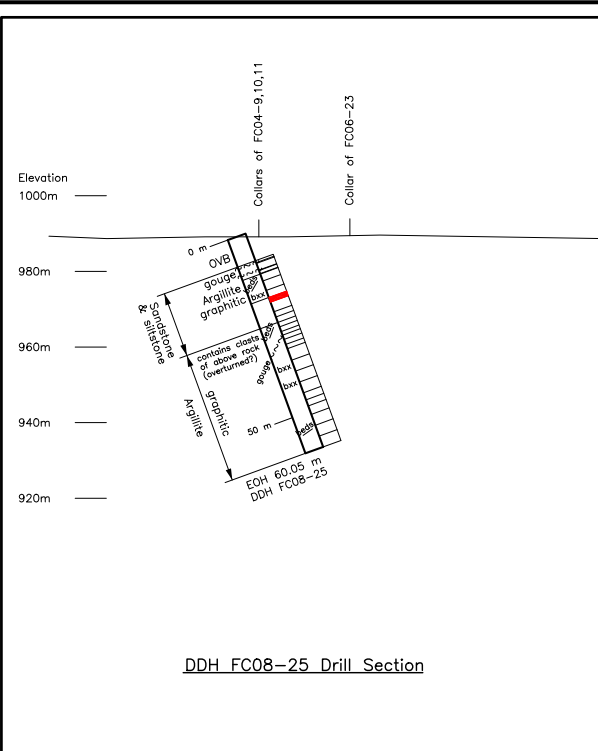 Collars of FC04-9,10,11
Collar of FC06-23
Elevation
1000m
980m
960m
940m
920m
0 m
OVB
gouge
Argillite
graphitic
beds
bxx
Sandstone
& siltstone
contains clasts
of above rock
(overturned?)
beds
gouge
bxx
bxx
graphitic
Argillite
50 m
beds
EOH 60.05 m
DDH FC08-25
DDH FC08-25 Drill Section